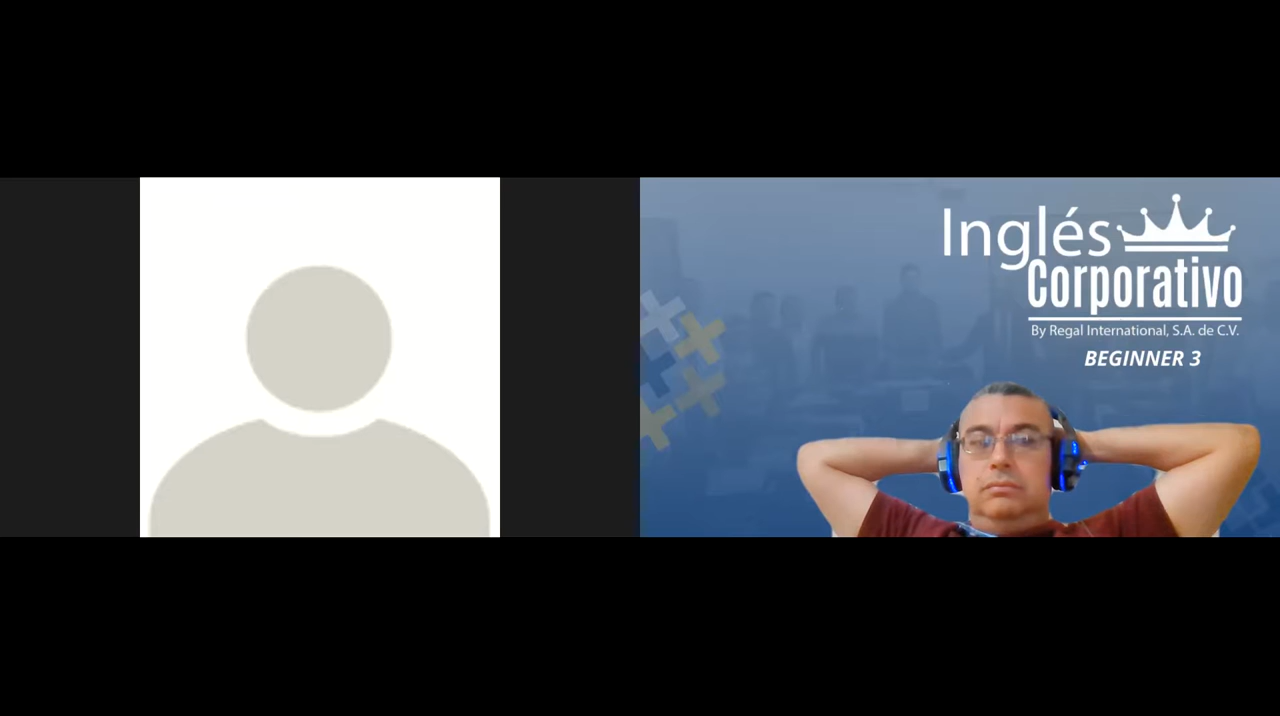 Inglés
Corporativo
By Regal International, S.A. de C.V.
BEGINNER 3